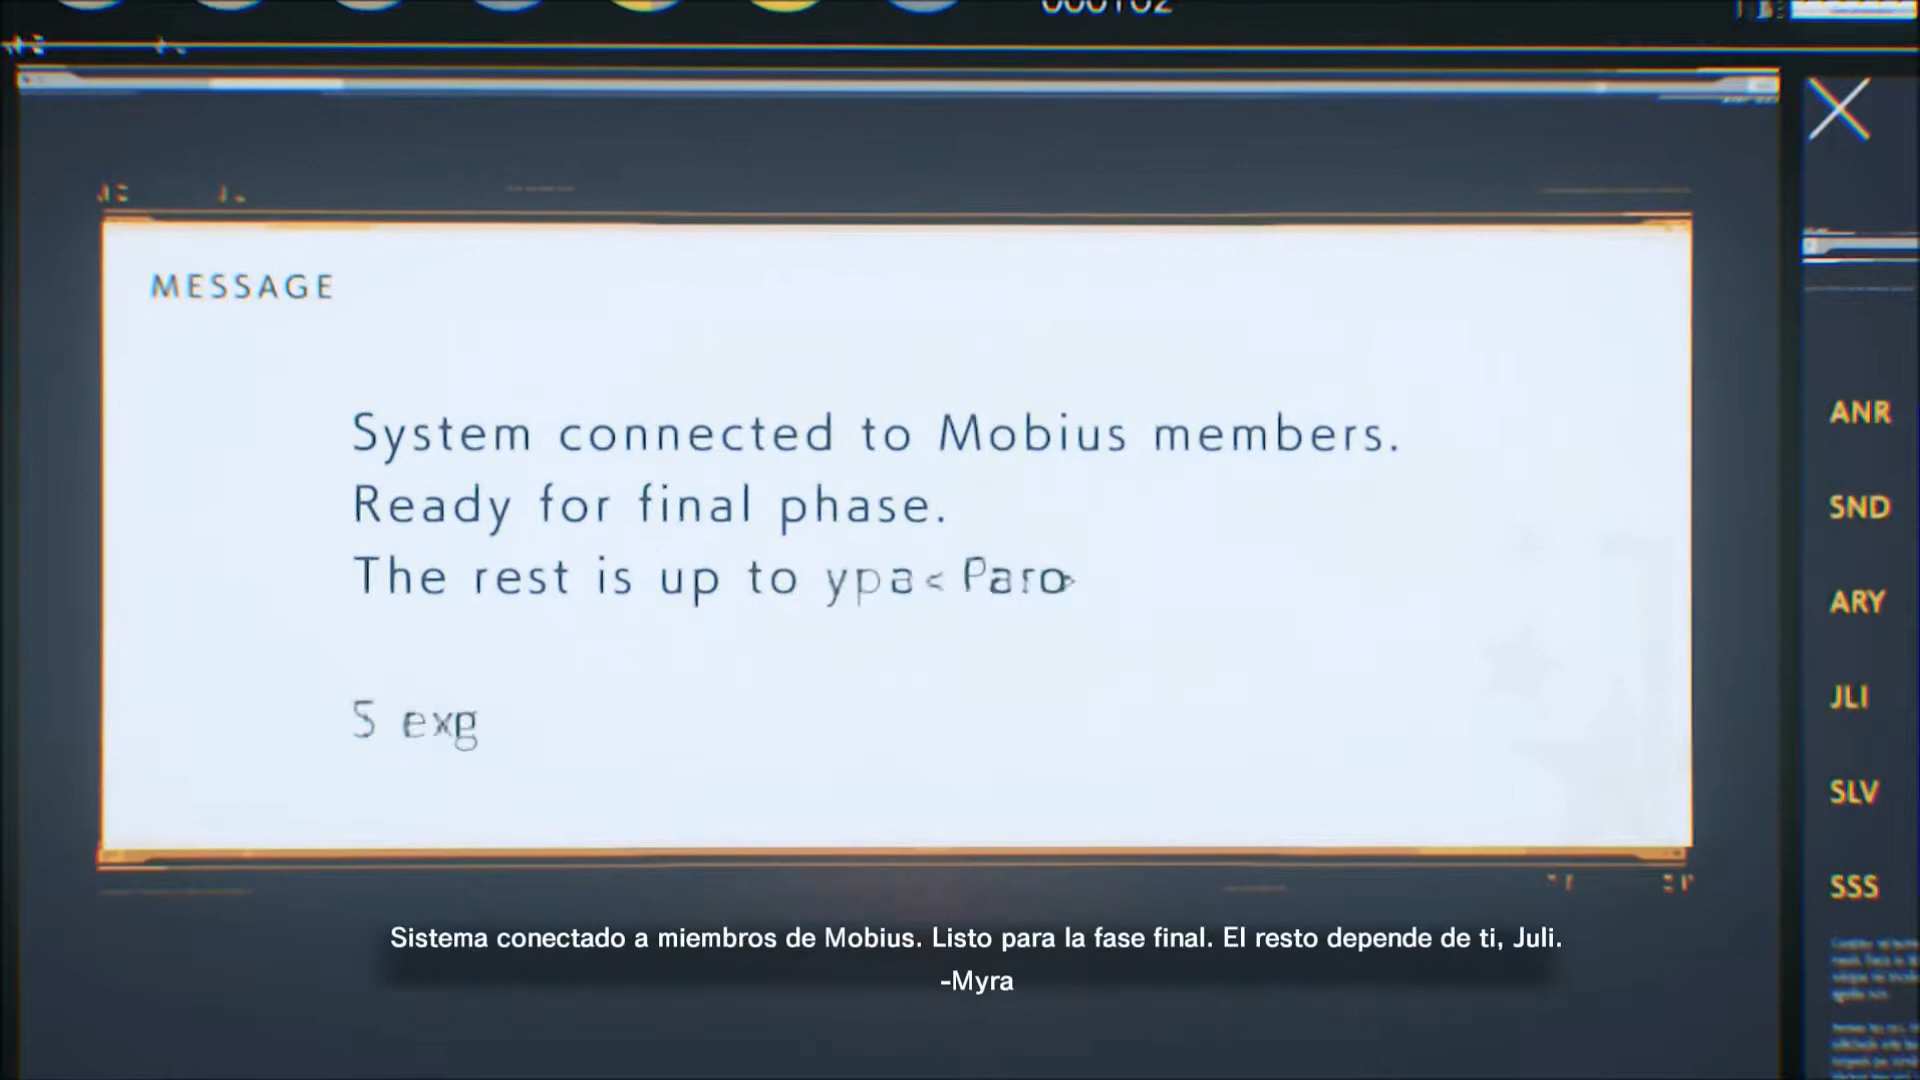 000102
MESSAGE
System connected to Mobius members.
Ready for final phase.
The rest is up to ypa< Paro
5 exg
ANR
SND
ARY
JLI
SLV
SSS
Sistema conectado a miembros de Mobius. Listo para la fase final. El resto depende de ti, Juli.
-Myra